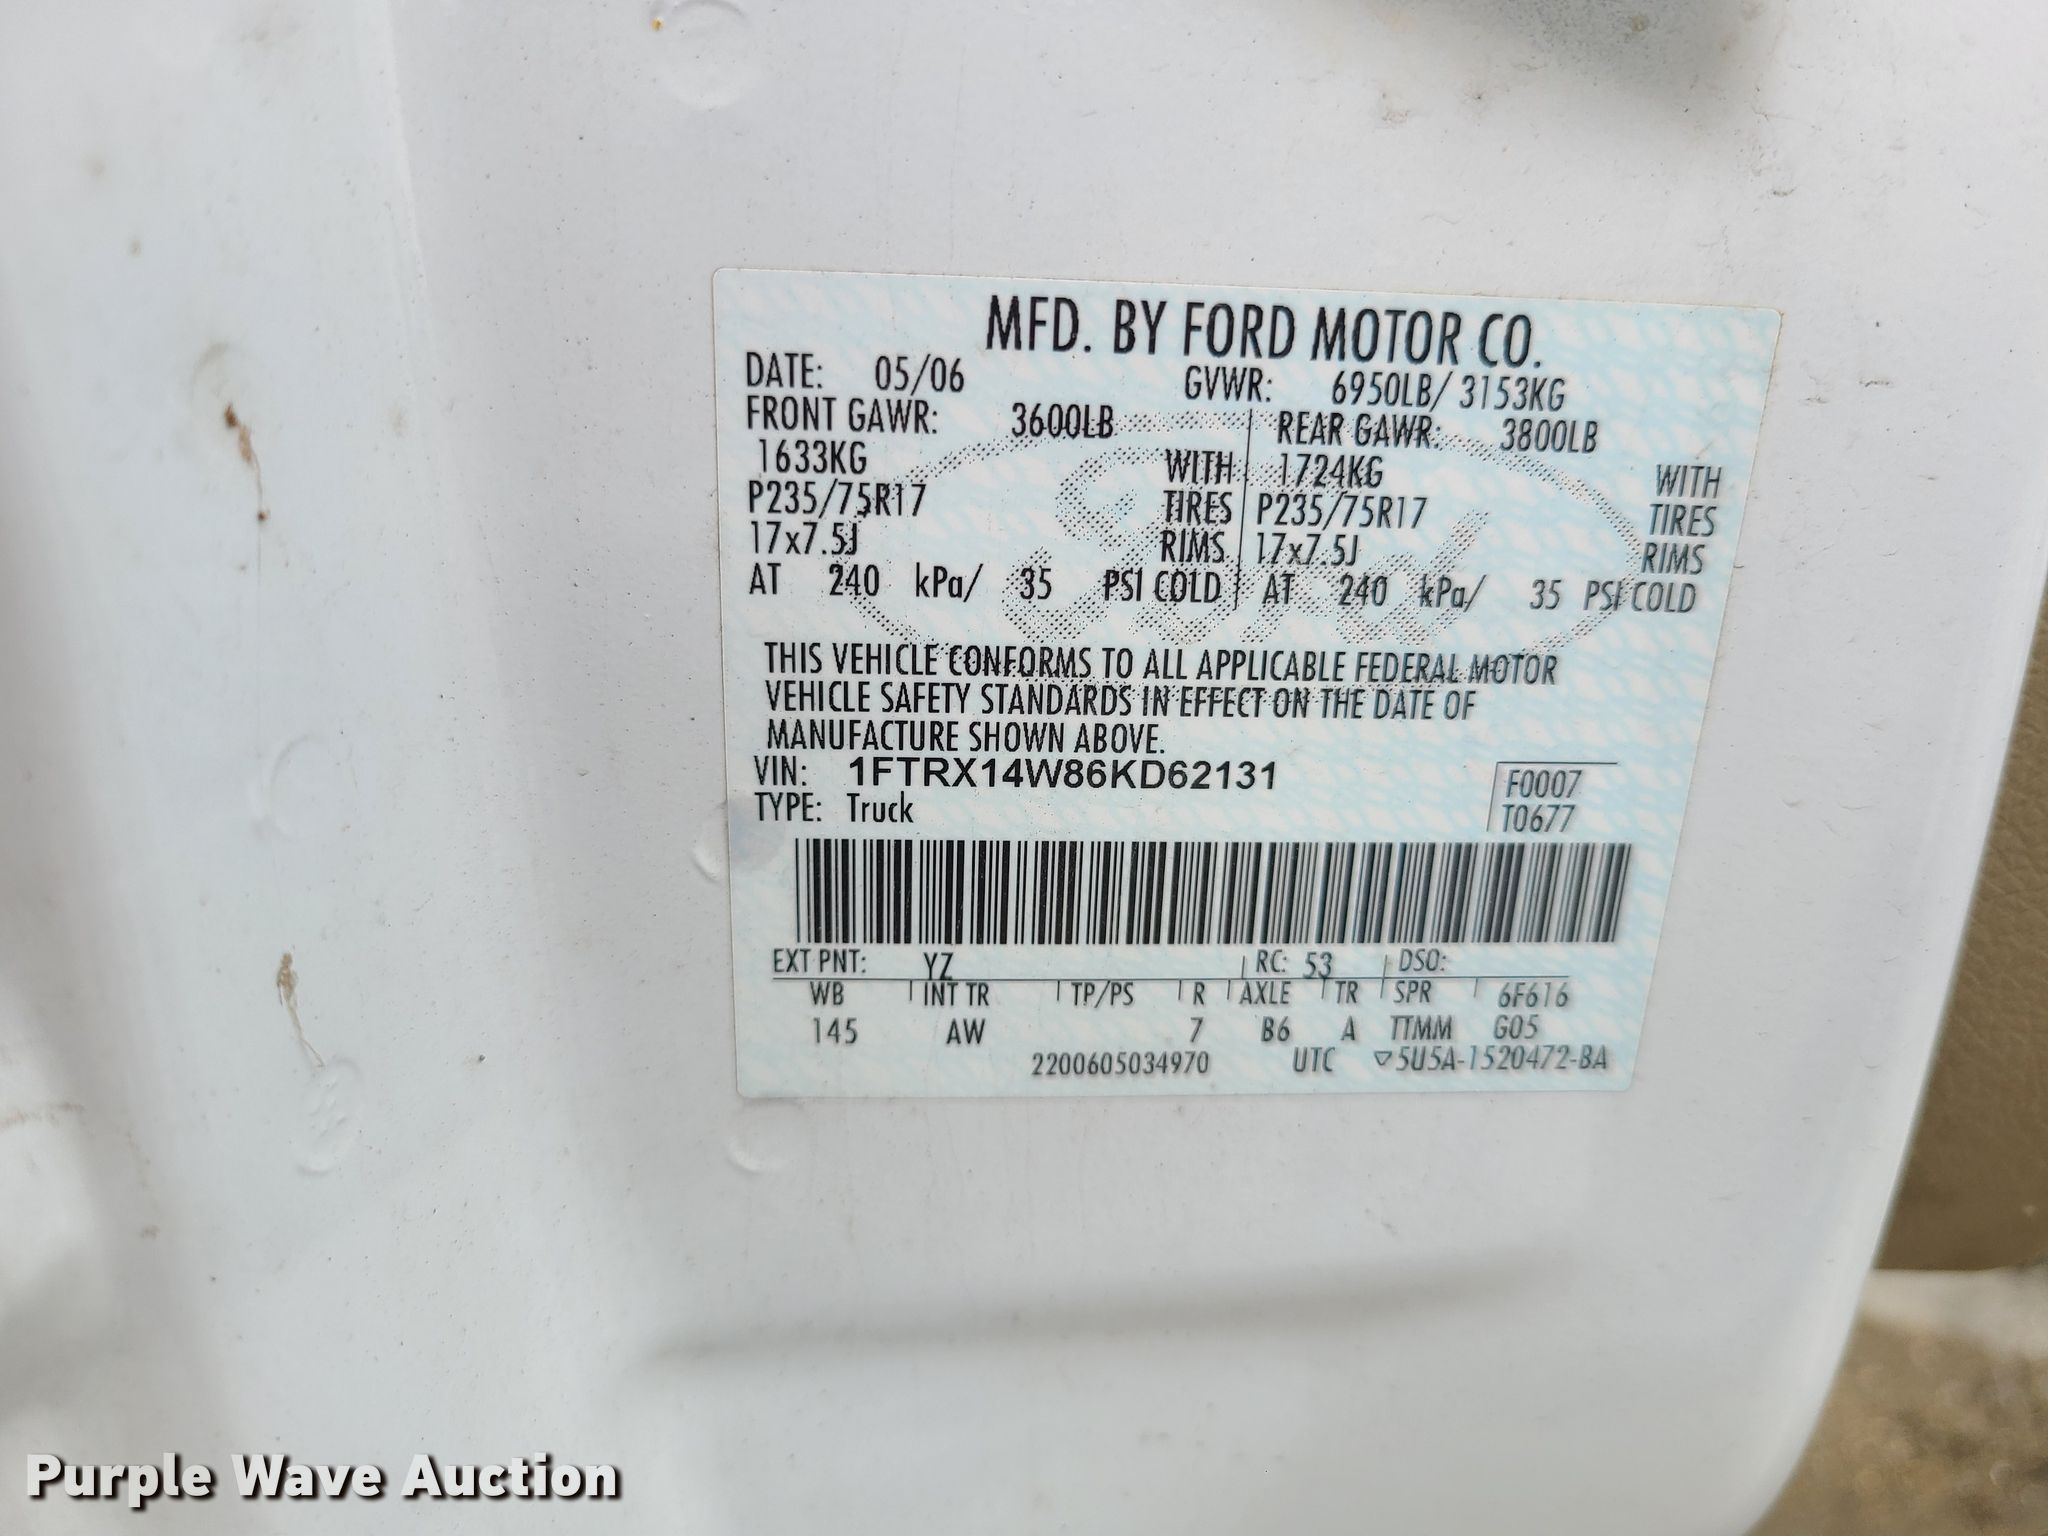 MFD. BY FORD MOTOR CO.
DATE: 05/06 GVWR: 6950LB/ 3153KG
FRONT GAWR: 3600LB REAR GAWR: 3800LB
1633KG WITH 1724KG WITH
P235/75R17 TIRES P235/75R17 TIRES
17x7.5J RIMS 17x7.5J RIMS
AT 240 kPa/ 35 PSI COLD AT 240 kPa/ 35 PSI COLD
Ford
THIS VEHICLE CONFORMS TO ALL APPLICABLE FEDERAL MOTOR
VEHICLE SAFETY STANDARDS IN EFFECT ON THE DATE OF
MANUFACTURE SHOWN ABOVE.
VIN: 1FTRX14W86KD62131 F0007
TYPE: Truck T0677
EXT PNT: YZ RC: 53 DSO:
WB INT TR TP/PS R AXLE TR SPR 6F616
145 AW 7 B6 A TTMM G05
2200605034970 UTC ▽5U5A-1520472-BA
Purple Wave Auction